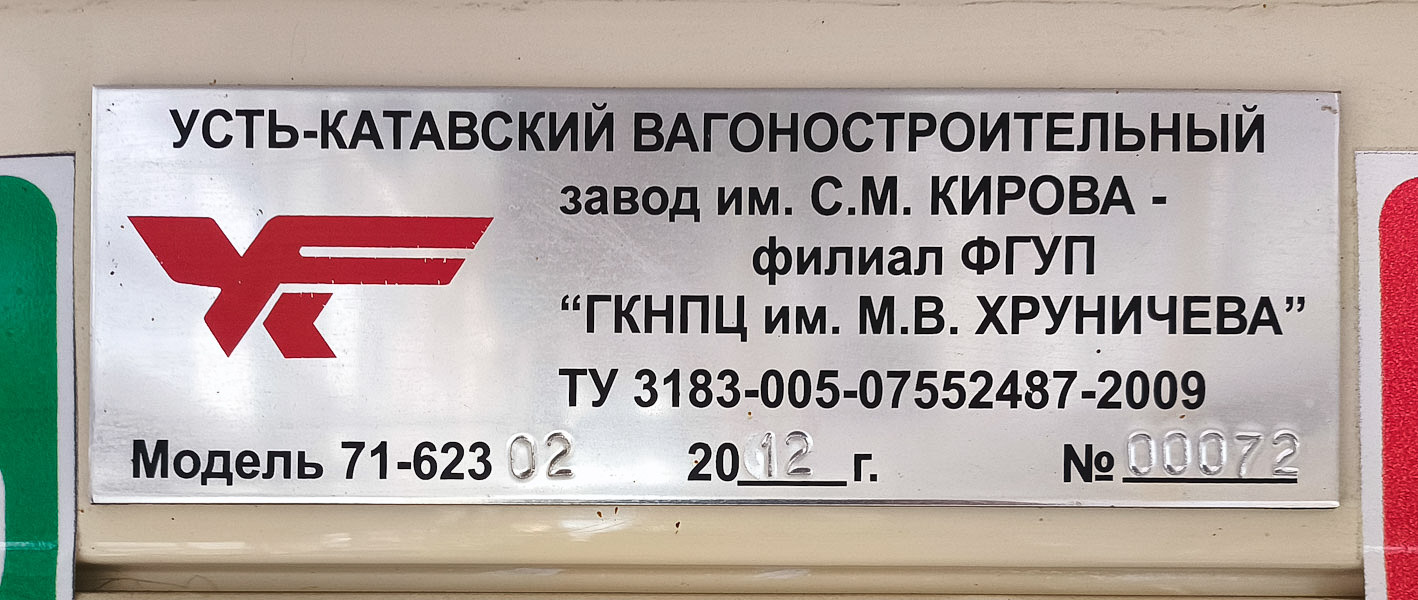 УСТЬ-КАТАВСКИЙ ВАГОНОСТРОИТЕЛЬНЫЙ
завод им. С.М. КИРОВА -
филиал ФГУП
“ГКНПЦ им. М.В. ХРУНИЧЕВА”
ТУ 3183-005-07552487-2009
Модель 71-623 02 2012 г. № 00072